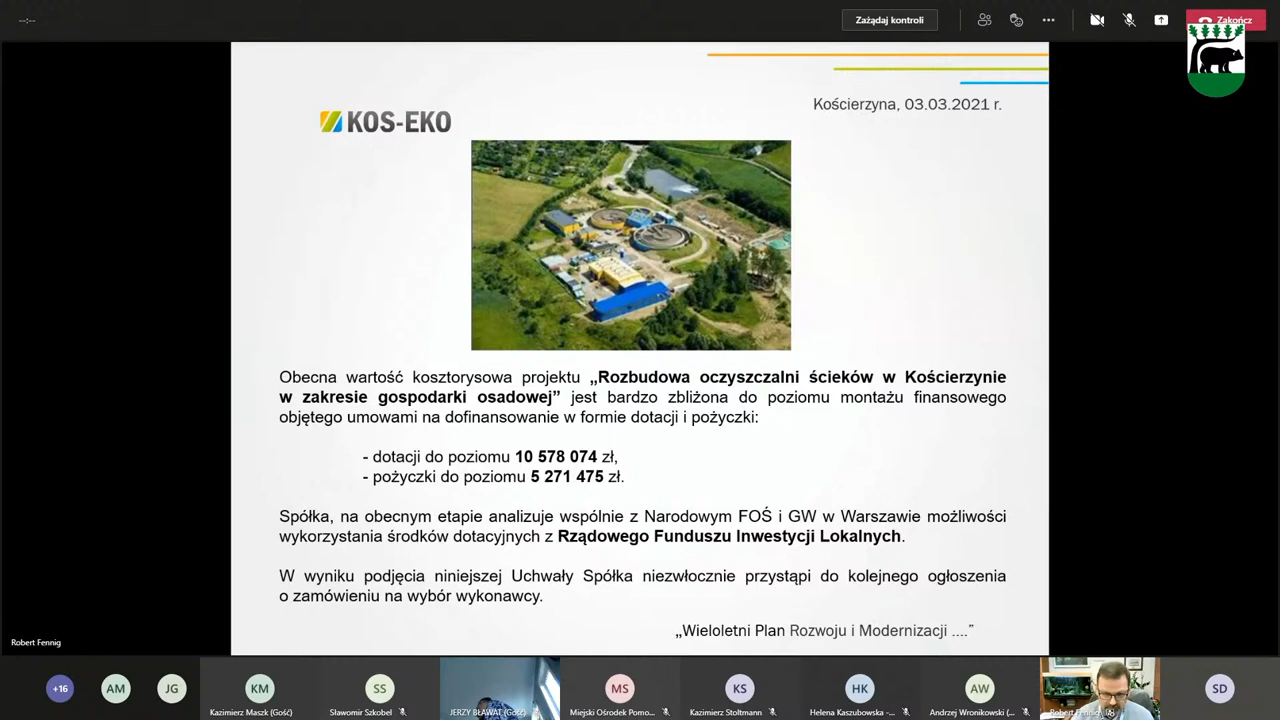 --:--
Zażądaj kontroli
Zakończ
Kościerzyna, 03.03.2021 r.
KOS-EKO
Obecna wartość kosztorysowa projektu „Rozbudowa oczyszczalni ścieków w Kościerzynie
w zakresie gospodarki osadowej” jest bardzo zbliżona do poziomu montażu finansowego
objętego umowami na dofinansowanie w formie dotacji i pożyczki:
- dotacji do poziomu 10 578 074 zł,
- pożyczki do poziomu 5 271 475 zł.
Spółka, na obecnym etapie analizuje wspólnie z Narodowym FOŚ i GW w Warszawie możliwości
wykorzystania środków dotacyjnych z Rządowego Funduszu Inwestycji Lokalnych.
W wyniku podjęcia niniejszej Uchwały Spółka niezwłocznie przystąpi do kolejnego ogłoszenia
o zamówieniu na wybór wykonawcy.
„Wieloletni Plan Rozwoju i Modernizacji ....”
Robert Fennig
+16
AM
JG
KM
SS
MS
KS
HK
AW
SD
Kazimierz Maszk (Gość)
Sławomir Szkobel
JERZY BŁAWAT (Gość)
Miejski Ośrodek Pomo...
Kazimierz Stoltmann
Helena Kaszubowska -...
Andrzej Wronikowski (...
Robert Fennig